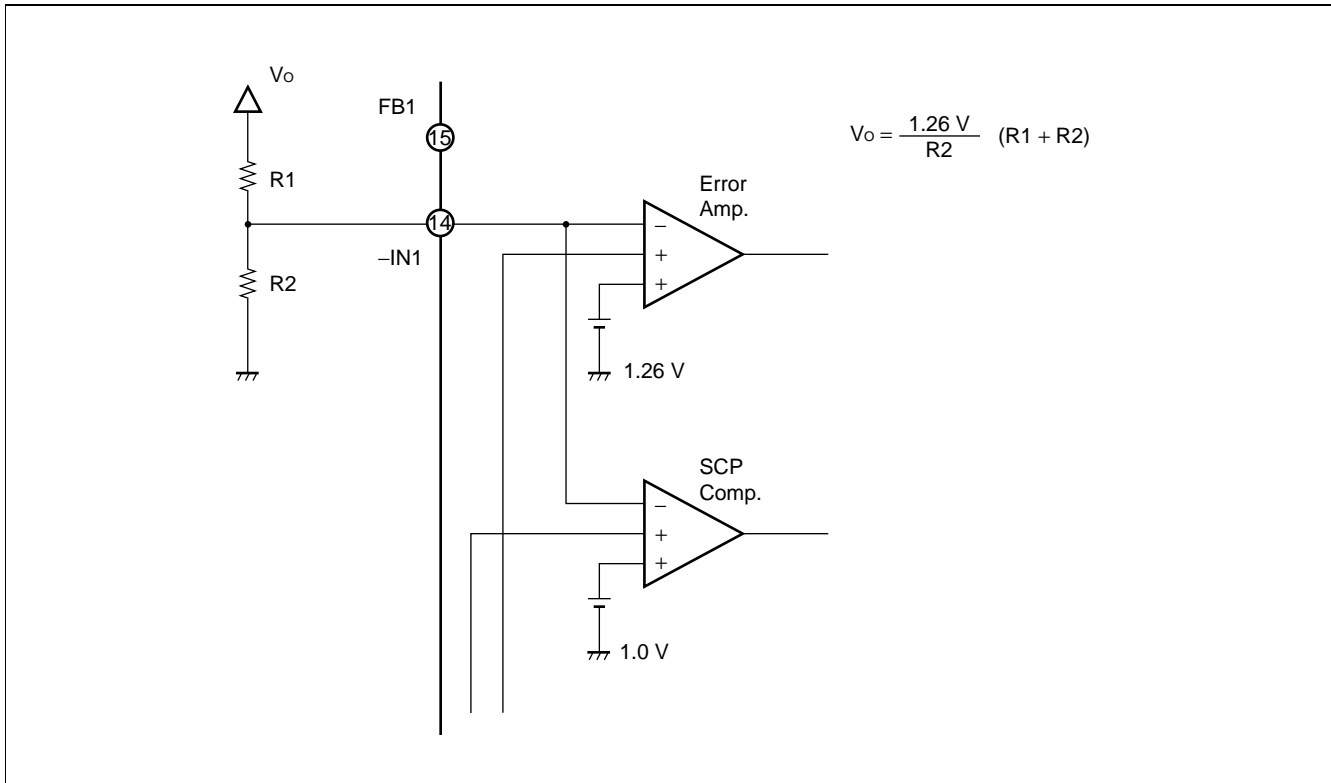 Vo
FB1
15
R1
14
−IN1
R2
Error
Amp.
−
+
+
1.26 V
Vo = 1.26 V / R2 (R1 + R2)
SCP
Comp.
−
+
+
1.0 V